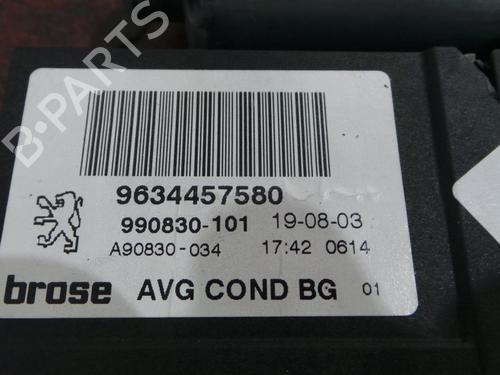 B-PARTS
9634457580
990830-101 19-08-03
A90830-034 17:42 0614
brose AVG COND BG 01